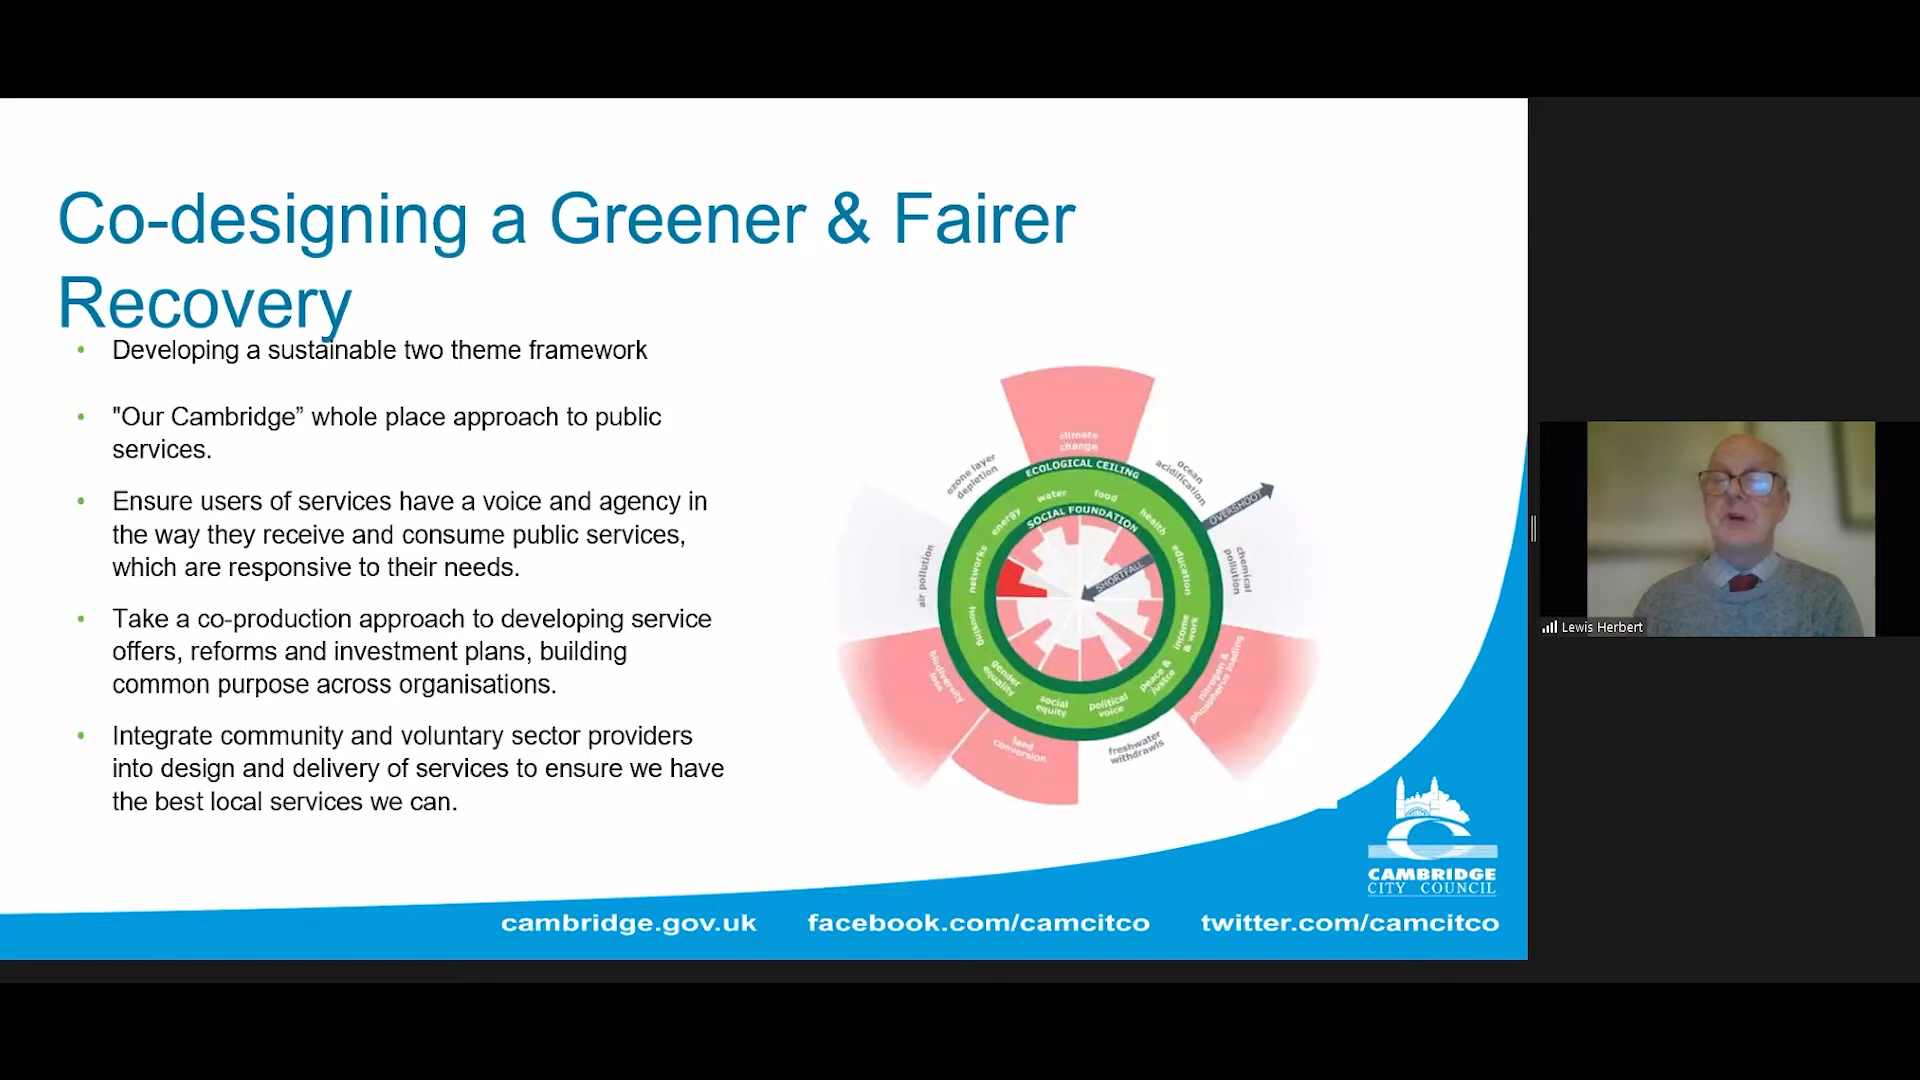 Co-designing a Greener & Fairer
Recovery
• Developing a sustainable two theme framework
• "Our Cambridge” whole place approach to public
services.
• Ensure users of services have a voice and agency in
the way they receive and consume public services,
which are responsive to their needs.
• Take a co-production approach to developing service
offers, reforms and investment plans, building
common purpose across organisations.
• Integrate community and voluntary sector providers
into design and delivery of services to ensure we have
the best local services we can.
climate
change
ozone layer
depletion
ocean
acidification
ECOLOGICAL CEILING
OVERSHOOT
water
food
energy
health
SOCIAL FOUNDATION
networks
education
SHORTFALL
air pollution
chemical
pollution
housing
income
& work
gender
equality
peace &
justice
social
equity
political
voice
biodiversity
loss
nitrogen &
phosphorus loading
land
conversion
freshwater
withdrawls
CAMBRIDGE
CITY COUNCIL
cambridge.gov.uk facebook.com/camcitco twitter.com/camcitco
Lewis Herbert